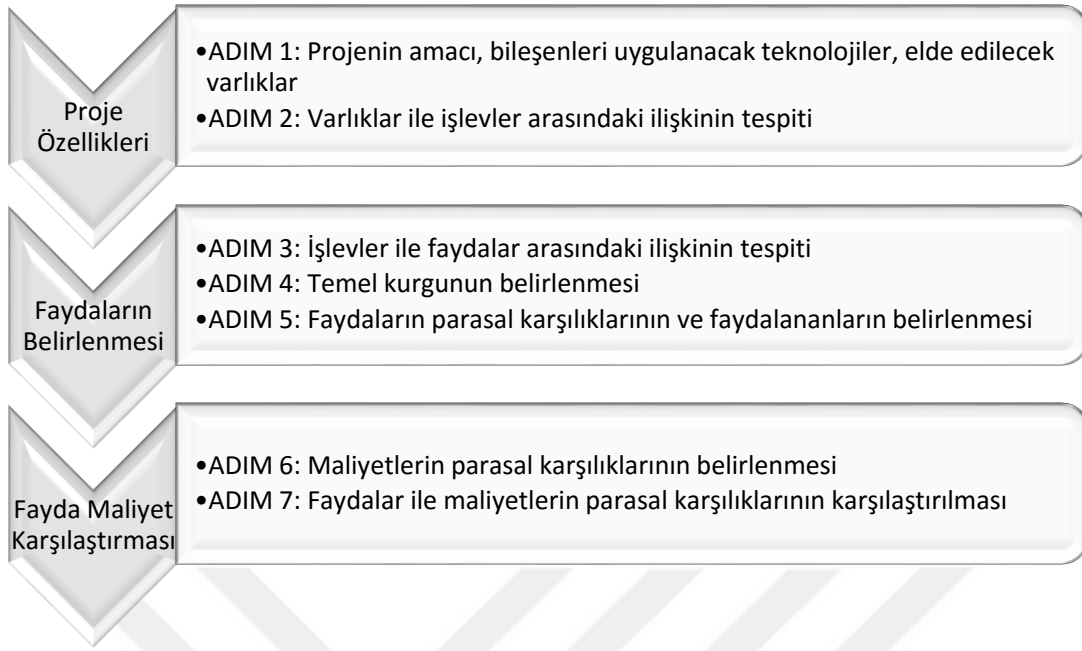 Proje
Özellikleri
•ADIM 1: Projenin amacı, bileşenleri uygulanacak teknolojiler, elde edilecek
varlıklar
•ADIM 2: Varlıklar ile işlevler arasındaki ilişkinin tespiti
Faydaların
Belirlenmesi
•ADIM 3: İşlevler ile faydalar arasındaki ilişkinin tespiti
•ADIM 4: Temel kurgunun belirlenmesi
•ADIM 5: Faydaların parasal karşılıklarının ve faydalananların belirlenmesi
Fayda Maliyet
Karşılaştırması
•ADIM 6: Maliyetlerin parasal karşılıklarının belirlenmesi
•ADIM 7: Faydalar ile maliyetlerin parasal karşılıklarının karşılaştırılması